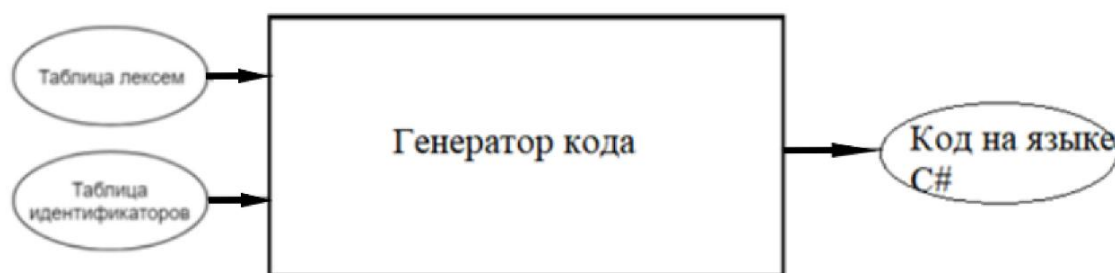 Таблица лексем
Таблица
идентификаторов
Генератор кода
Код на языке
C#